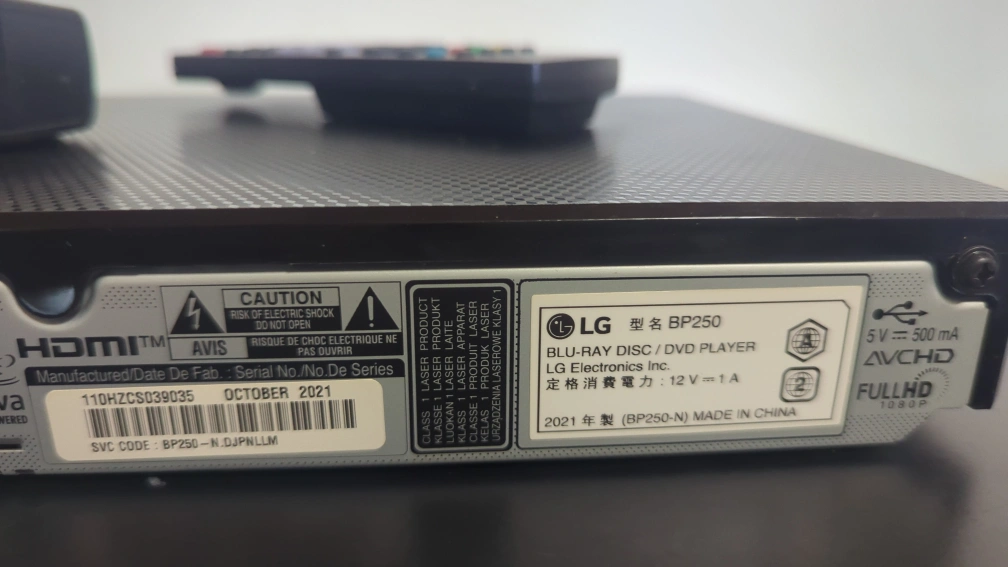 HDMI™
CAUTION
RISK OF ELECTRIC SHOCK
DO NOT OPEN
AVIS
RISQUE DE CHOC ELECTRIQUE NE
PAS OUVRIR
Manufactured/Date De Fab. : Serial No./No.De Series
110HZCS039035 OCTOBER 2021
SVC CODE : BP250-N.DJPNLLM
CLASS 1 LASER PRODUCT
KLASSE 1 LASER PRODUKT
LUOKAN 1 LASER LAITE
KLASS 1 LASER APPARAT
CLASSE 1 PRODUIT LASER
KELAS 1 PRODUK LASER
URZĄDZENIA LASEROWE KLASY 1
LG 型名 BP250
BLU-RAY DISC / DVD PLAYER
LG Electronics Inc.
定格消費電力 : 12 V ⎓ 1 A
2021 年 製 (BP250-N) MADE IN CHINA
2
5 V ⎓ 500 mA
AVCHD
FULL HD
1080P